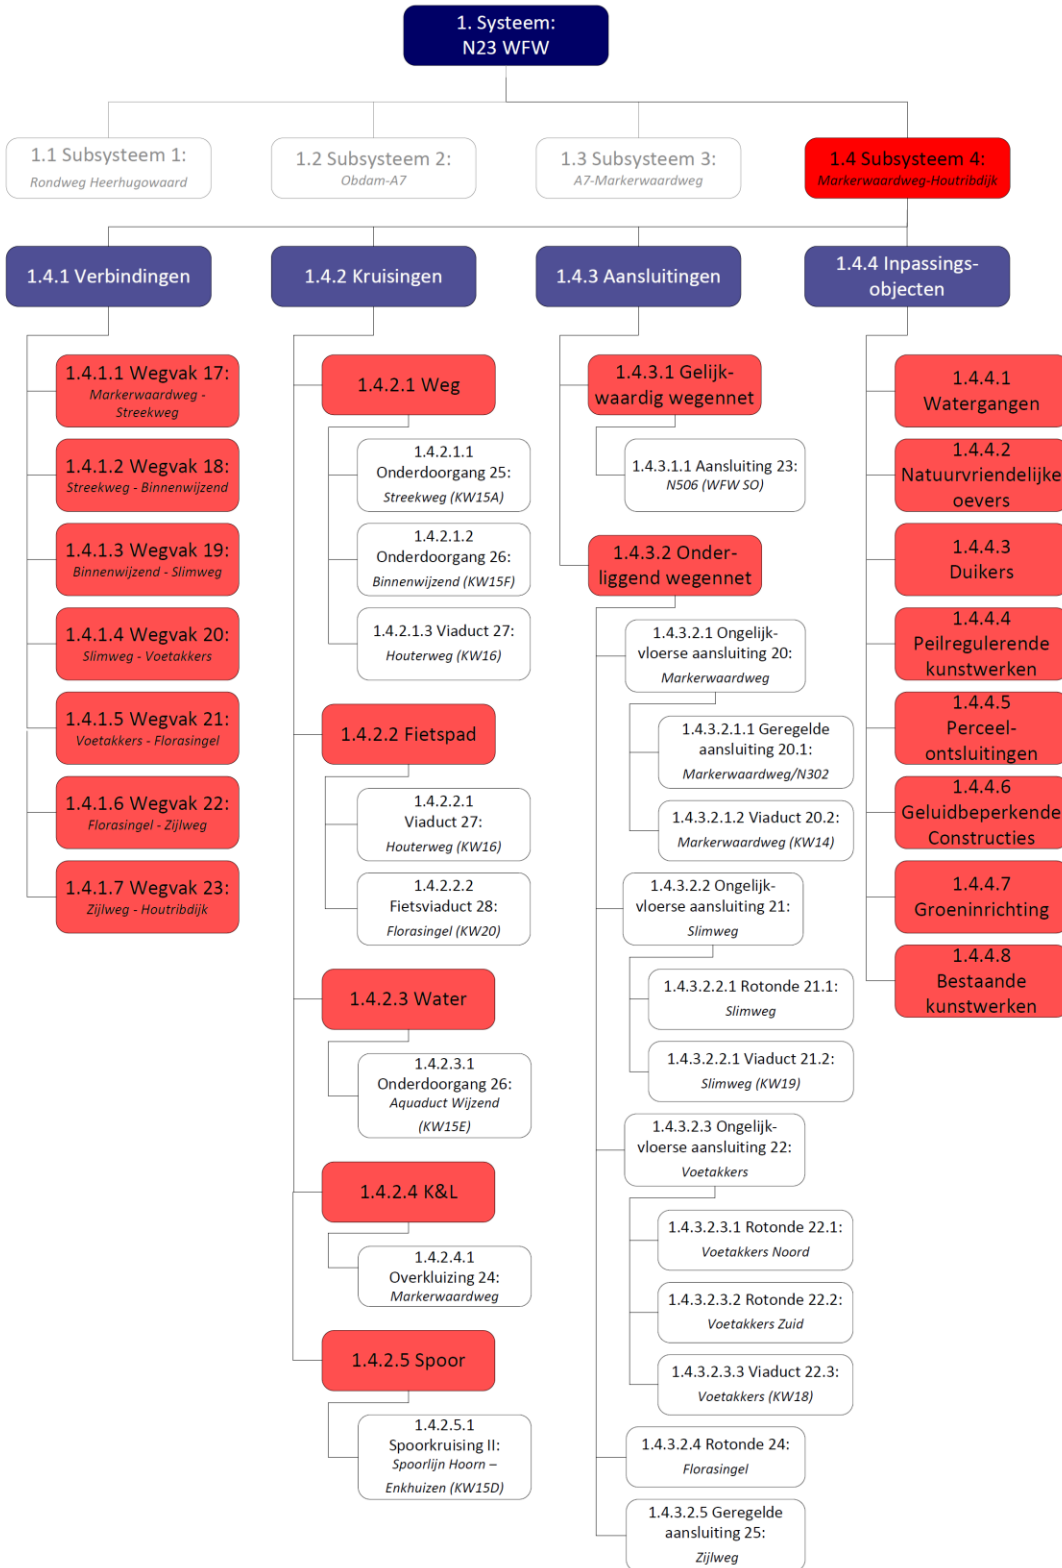 1. Systeem:
N23 WFW
1.1 Subsysteem 1:
Rondweg Heerhugowaard
1.2 Subsysteem 2:
Obdam-A7
1.3 Subsysteem 3:
A7-Markerwaardweg
1.4 Subsysteem 4:
Markerwaardweg-Houtribdijk
1.4.1 Verbindingen
1.4.1.1 Wegvak 17:
Markerwaardweg -
Streekweg
1.4.1.2 Wegvak 18:
Streekweg - Binnenwijzend
1.4.1.3 Wegvak 19:
Binnenwijzend - Slimweg
1.4.1.4 Wegvak 20:
Slimweg - Voetakkers
1.4.1.5 Wegvak 21:
Voetakkers - Florasingel
1.4.1.6 Wegvak 22:
Florasingel - Zijlweg
1.4.1.7 Wegvak 23:
Zijlweg - Houtribdijk
1.4.2 Kruisingen
1.4.2.1 Weg
1.4.2.1.1
Onderdoorgang 25:
Streekweg (KW15A)
1.4.2.1.2
Onderdoorgang 26:
Binnenwijzend (KW15F)
1.4.2.1.3 Viaduct 27:
Houterweg (KW16)
1.4.2.2 Fietspad
1.4.2.2.1
Viaduct 27:
Houterweg (KW16)
1.4.2.2.2
Fietsviaduct 28:
Florasingel (KW20)
1.4.2.3 Water
1.4.2.3.1
Onderdoorgang 26:
Aquaduct Wijzend
(KW15E)
1.4.2.4 K&L
1.4.2.4.1
Overkluizing 24:
Markerwaardweg
1.4.2.5 Spoor
1.4.2.5.1
Spoorkruising II:
Spoorlijn Hoorn –
Enkhuizen (KW15D)
1.4.3 Aansluitingen
1.4.3.1 Gelijk-
waardig wegennet
1.4.3.1.1 Aansluiting 23:
N506 (WFW SO)
1.4.3.2 Onder-
liggend wegennet
1.4.3.2.1 Ongelijk-
vloerse aansluiting 20:
Markerwaardweg
1.4.3.2.1.1 Geregelde
aansluiting 20.1:
Markerwaardweg/N302
1.4.3.2.1.2 Viaduct 20.2:
Markerwaardweg (KW14)
1.4.3.2.2 Ongelijk-
vloerse aansluiting 21:
Slimweg
1.4.3.2.2.1 Rotonde 21.1:
Slimweg
1.4.3.2.2.1 Viaduct 21.2:
Slimweg (KW19)
1.4.3.2.3 Ongelijk-
vloerse aansluiting 22:
Voetakkers
1.4.3.2.3.1 Rotonde 22.1:
Voetakkers Noord
1.4.3.2.3.2 Rotonde 22.2:
Voetakkers Zuid
1.4.3.2.3.3 Viaduct 22.3:
Voetakkers (KW18)
1.4.3.2.4 Rotonde 24:
Florasingel
1.4.3.2.5 Geregelde
aansluiting 25:
Zijlweg
1.4.4 Inpassings-
objecten
1.4.4.1
Watergangen
1.4.4.2
Natuurvriendelijke
oevers
1.4.4.3
Duikers
1.4.4.4
Peilregulerende
kunstwerken
1.4.4.5
Perceel-
ontsluitingen
1.4.4.6
Geluidbeperkende
Constructies
1.4.4.7
Groeninrichting
1.4.4.8
Bestaande
kunstwerken